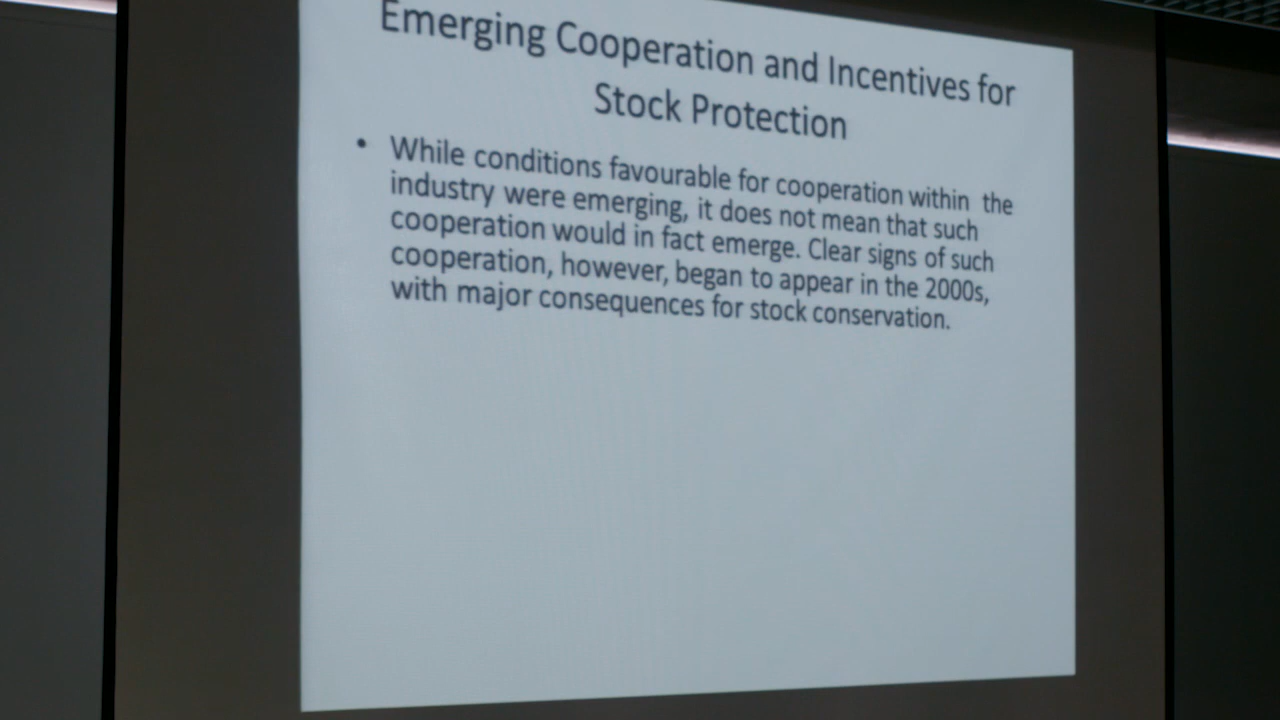 Emerging Cooperation and Incentives for
Stock Protection
• While conditions favourable for cooperation within the
industry were emerging, it does not mean that such
cooperation would in fact emerge. Clear signs of such
cooperation, however, began to appear in the 2000s,
with major consequences for stock conservation.